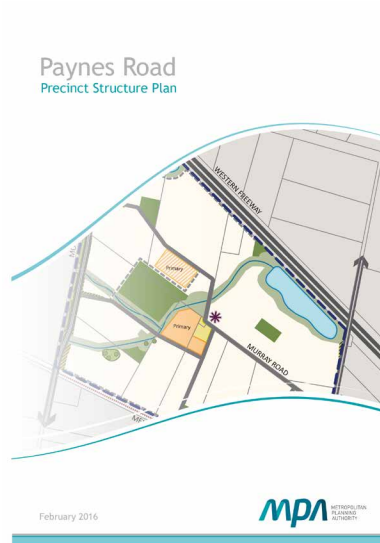 Paynes Road
Precinct Structure Plan
WESTERN FREEWAY
Primary
Primary
MURRAY ROAD
February 2016
MPA
METROPOLITAN
PLANNING
AUTHORITY